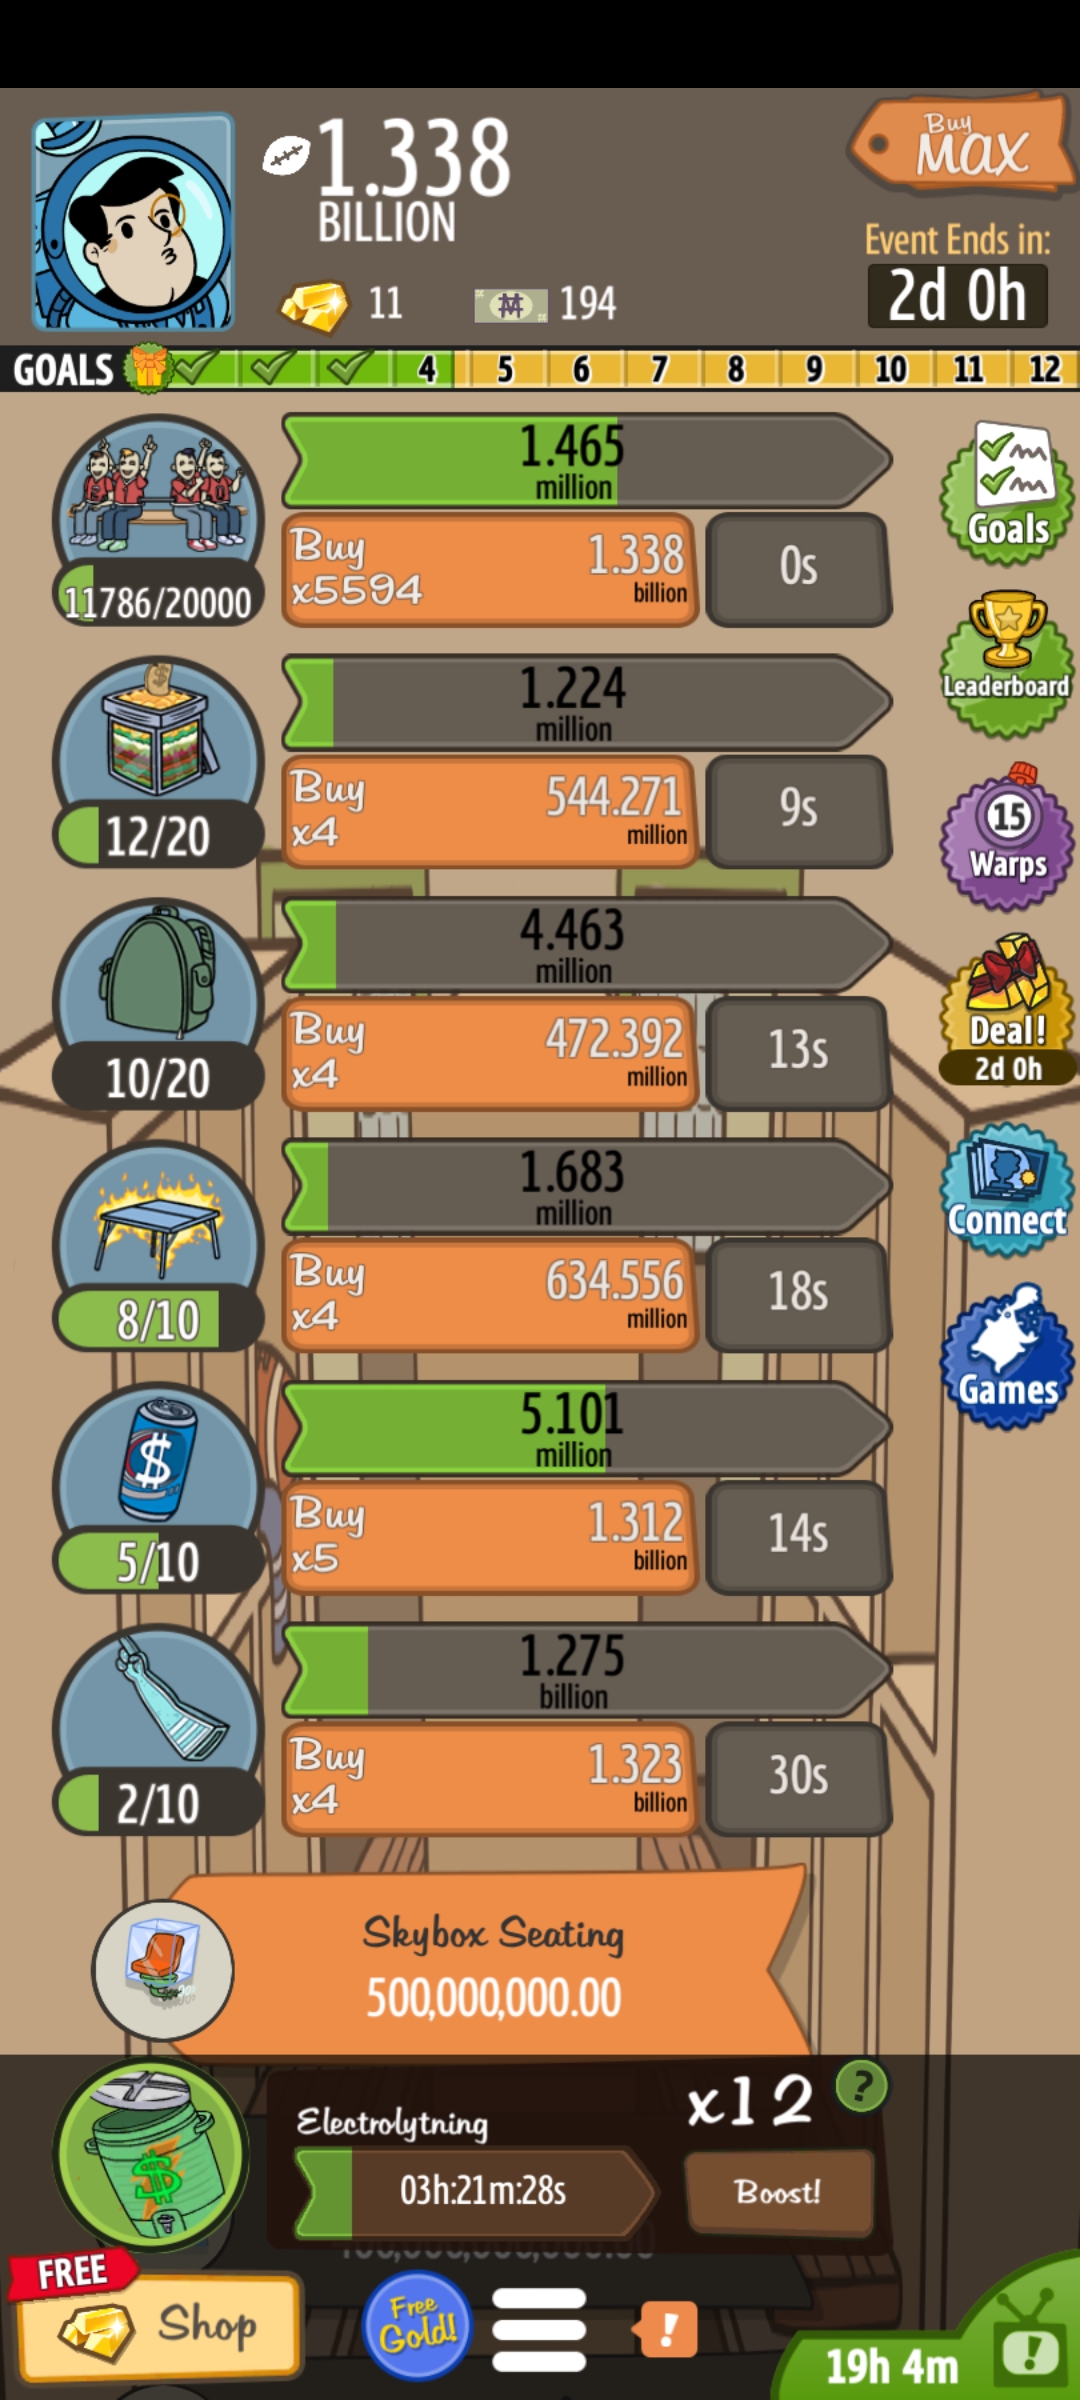 1.338
BILLION
Buy
MAX
Event Ends in:
2d 0h
11
194
GOALS 4 5 6 7 8 9 10 11 12
1.465
million
Buy
x5594
1.338
billion
0s
11786/20000
Goals
1.224
million
Buy
x4
544.271
million
9s
12/20
Leaderboard
4.463
million
Buy
x4
472.392
million
13s
10/20
15
Warps
Deal!
2d 0h
1.683
million
Buy
x4
634.556
million
18s
8/10
Connect
5.101
million
Buy
x5
1.312
billion
14s
$
5/10
Games
1.275
billion
Buy
x4
1.323
billion
30s
2/10
Skybox Seating
500,000,000.00
$
Electrolytning
03h:21m:28s
x12
?
Boost!
FREE
Shop
Free
Gold!
!
19h 4m
!